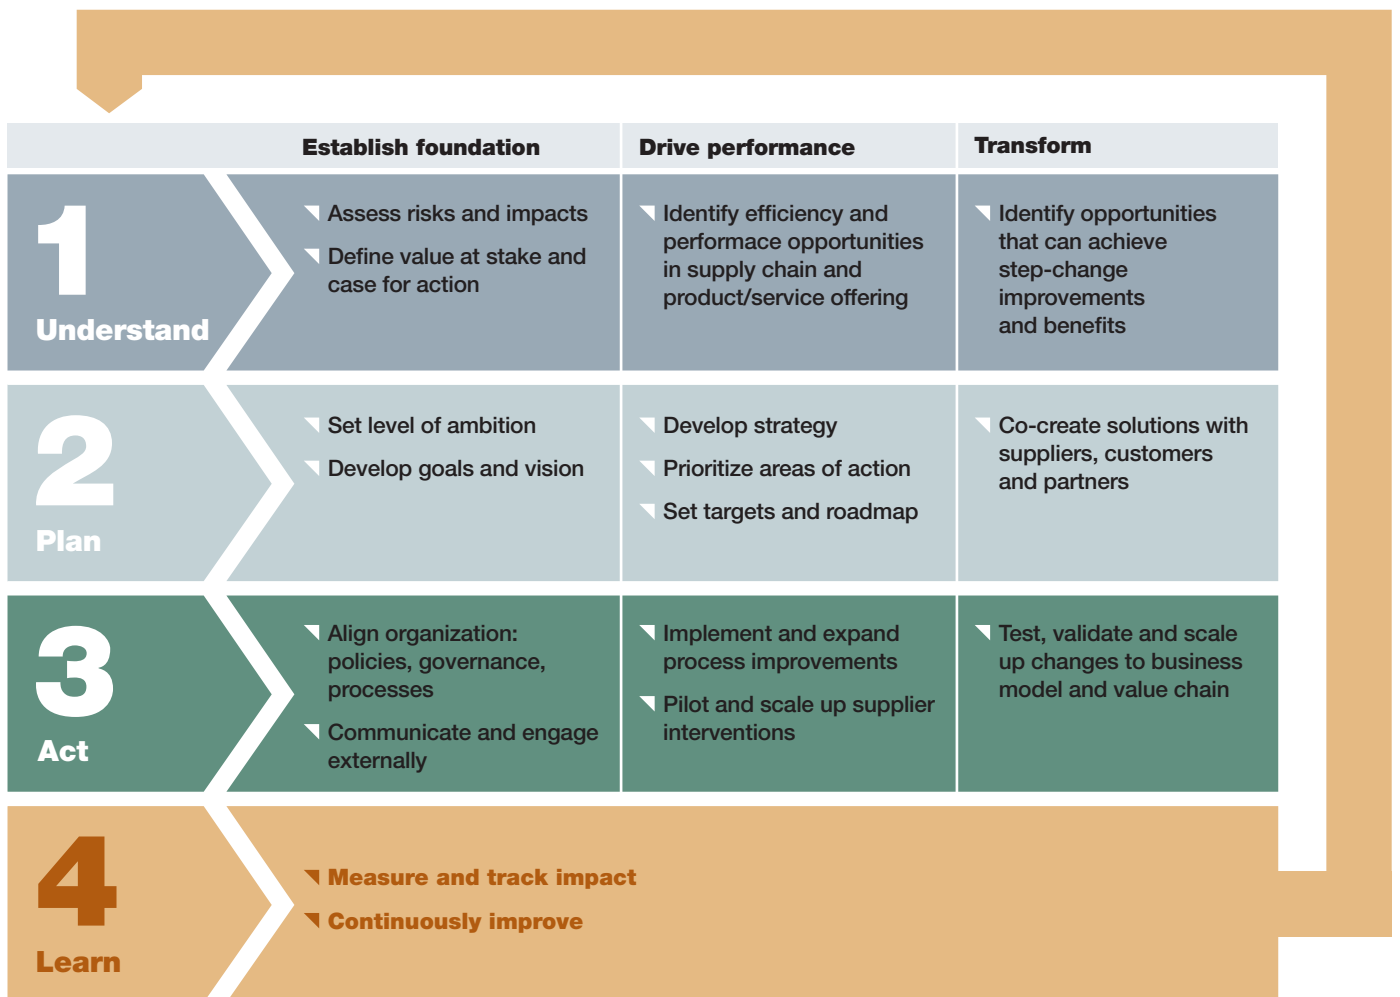 Establish foundation
Drive performance
Transform
1
Understand
Assess risks and impacts
Define value at stake and
case for action
Identify efficiency and
performace opportunities
in supply chain and
product/service offering
Identify opportunities
that can achieve
step-change
improvements
and benefits
2
Plan
Set level of ambition
Develop goals and vision
Develop strategy
Prioritize areas of action
Set targets and roadmap
Co-create solutions with
suppliers, customers
and partners
3
Act
Align organization:
policies, governance,
processes
Communicate and engage
externally
Implement and expand
process improvements
Pilot and scale up supplier
interventions
Test, validate and scale
up changes to business
model and value chain
4
Learn
Measure and track impact
Continuously improve